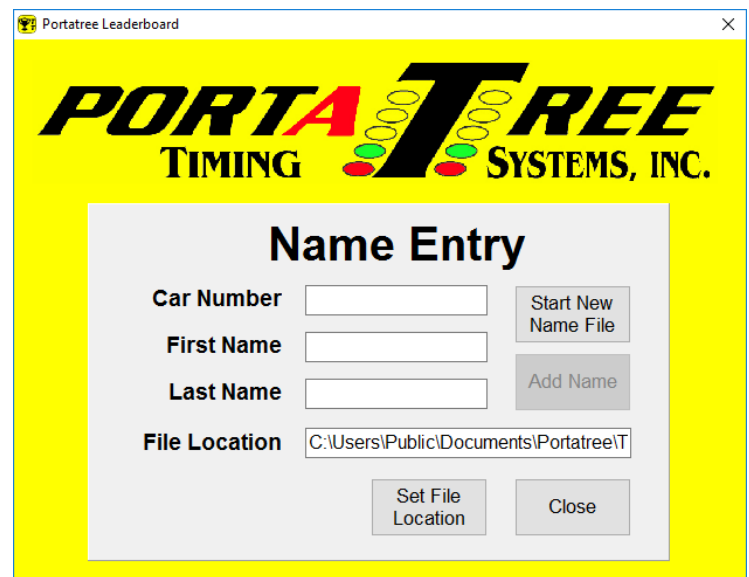 Portatree Leaderboard
PORTATREE
TIMING SYSTEMS, INC.
Name Entry
Car Number
Start New
Name File
First Name
Add Name
Last Name
File Location C:\Users\Public\Documents\Portatree\T
Set File
Location
Close